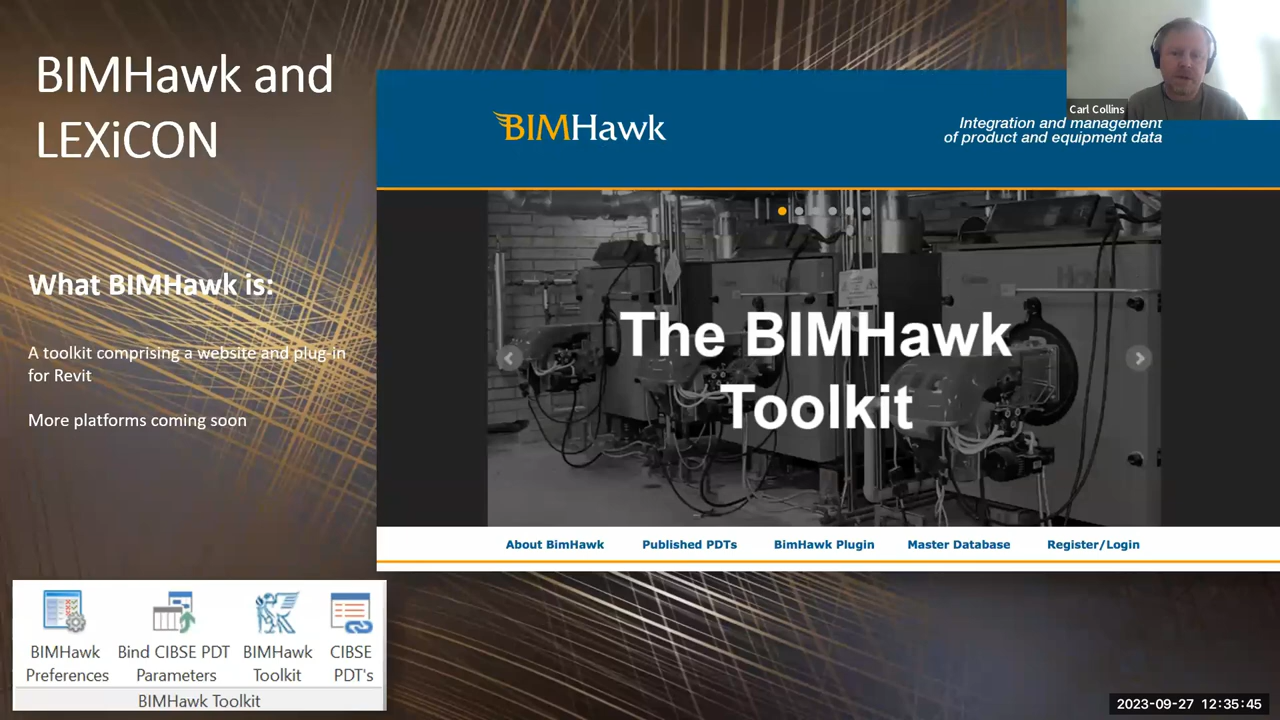 BIMHawk and
LEXiCON
What BIMHawk is:
A toolkit comprising a website and plug-in
for Revit
More platforms coming soon
BIMHawk
Preferences
Bind CIBSE PDT
Parameters
BIMHawk
Toolkit
CIBSE
PDT's
BIMHawk Toolkit
BIMHawk
Integration and management
of product and equipment data
The BIMHawk
Toolkit
About BimHawk
Published PDTs
BimHawk Plugin
Master Database
Register/Login
Carl Collins
2023-09-27 12:35:45